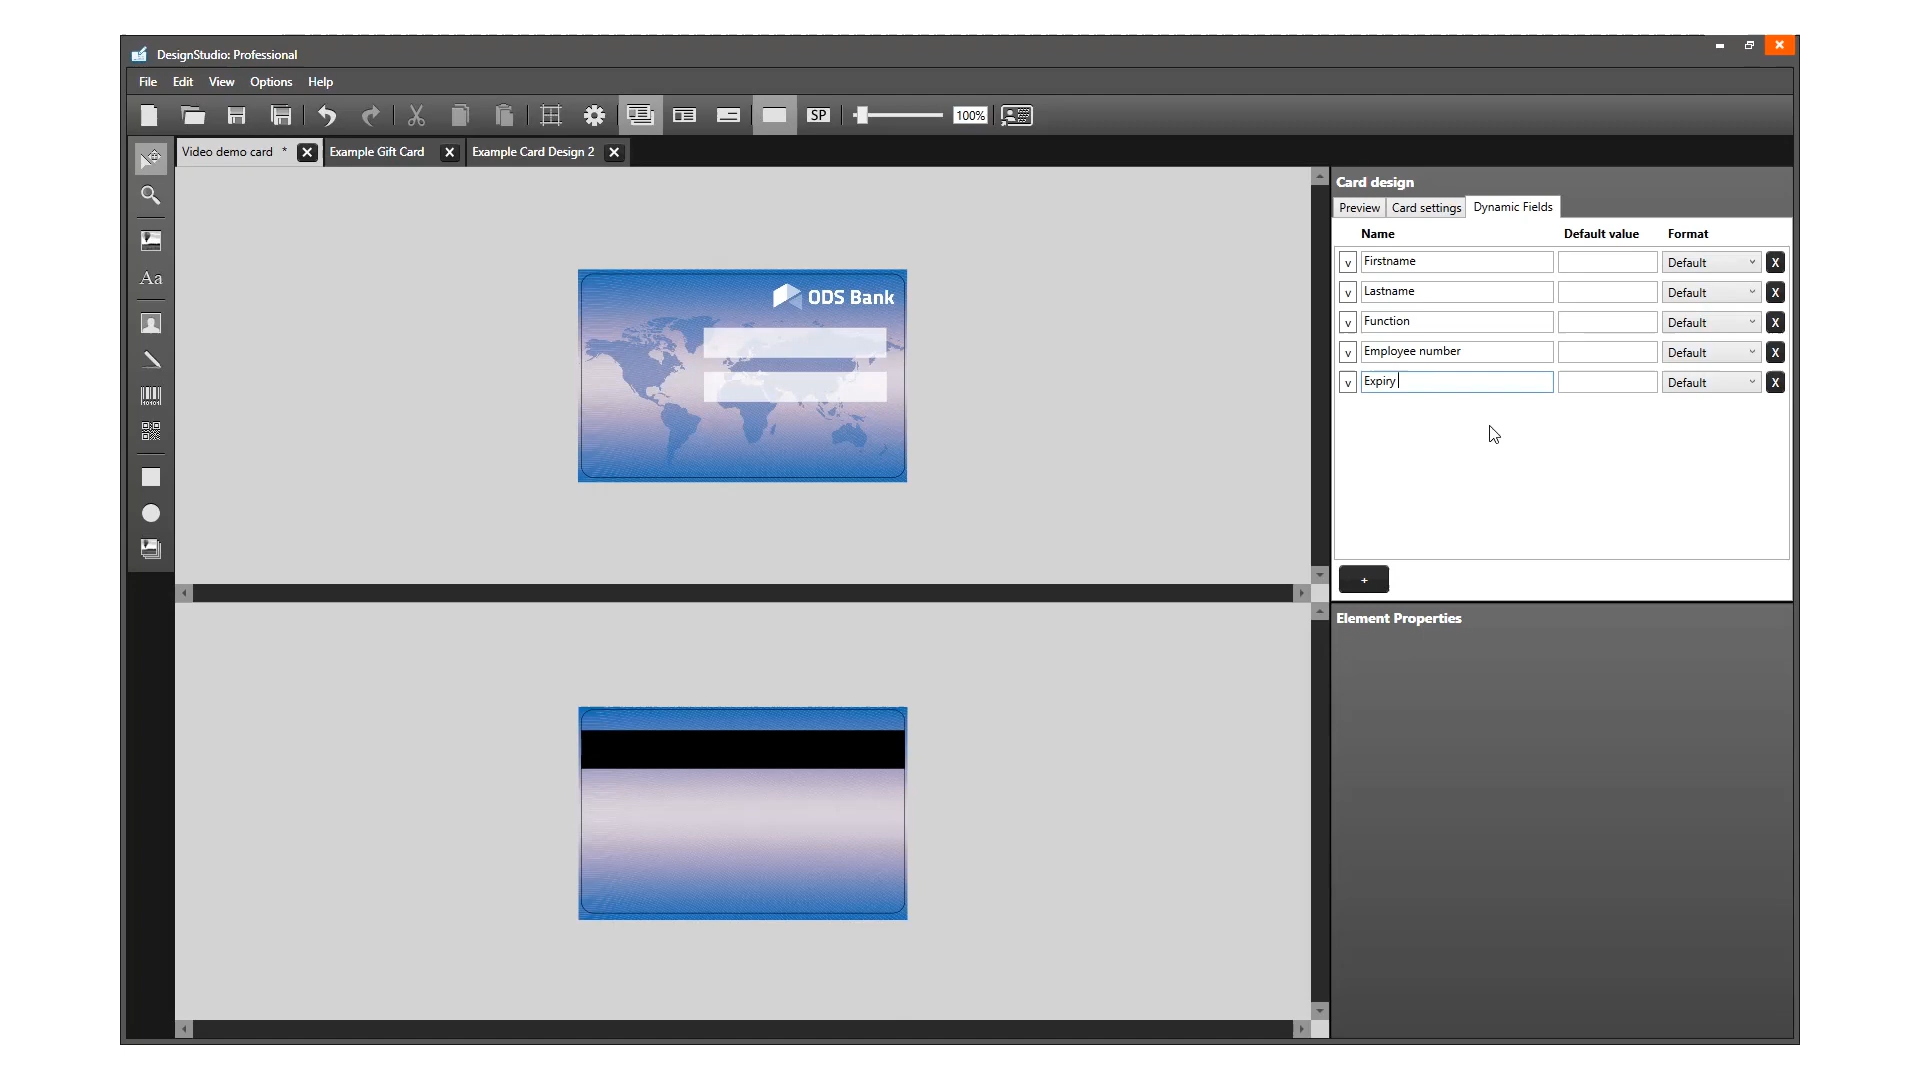 DesignStudio: Professional
File Edit View Options Help
SP 100%
Video demo card * X Example Gift Card X Example Card Design 2 X
Aa
ODS Bank
Card design
Preview Card settings Dynamic Fields
Name Default value Format
v Firstname Default X
v Lastname Default X
v Function Default X
v Employee number Default X
v Expiry Default X
+
Element Properties